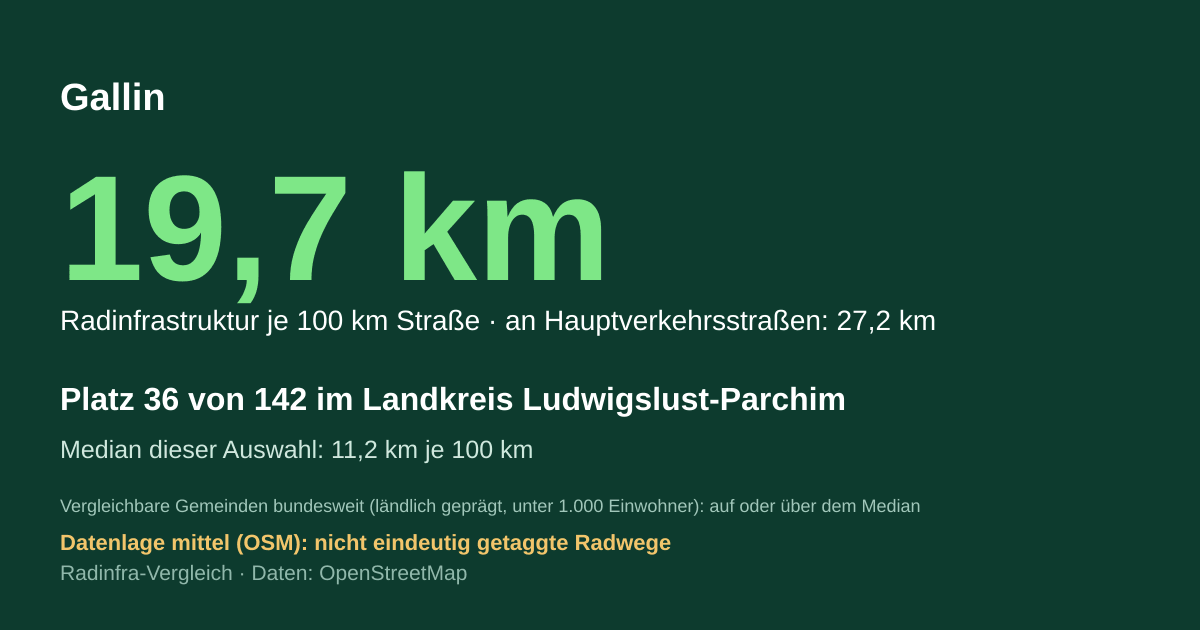 Gallin
19,7 km
Radinfrastruktur je 100 km Straße · an Hauptverkehrsstraßen: 27,2 km
Platz 36 von 142 im Landkreis Ludwigslust-Parchim
Median dieser Auswahl: 11,2 km je 100 km
Vergleichbare Gemeinden bundesweit (ländlich geprägt, unter 1.000 Einwohner): auf oder über dem Median
Datenlage mittel (OSM): nicht eindeutig getaggte Radwege
Radinfra-Vergleich · Daten: OpenStreetMap